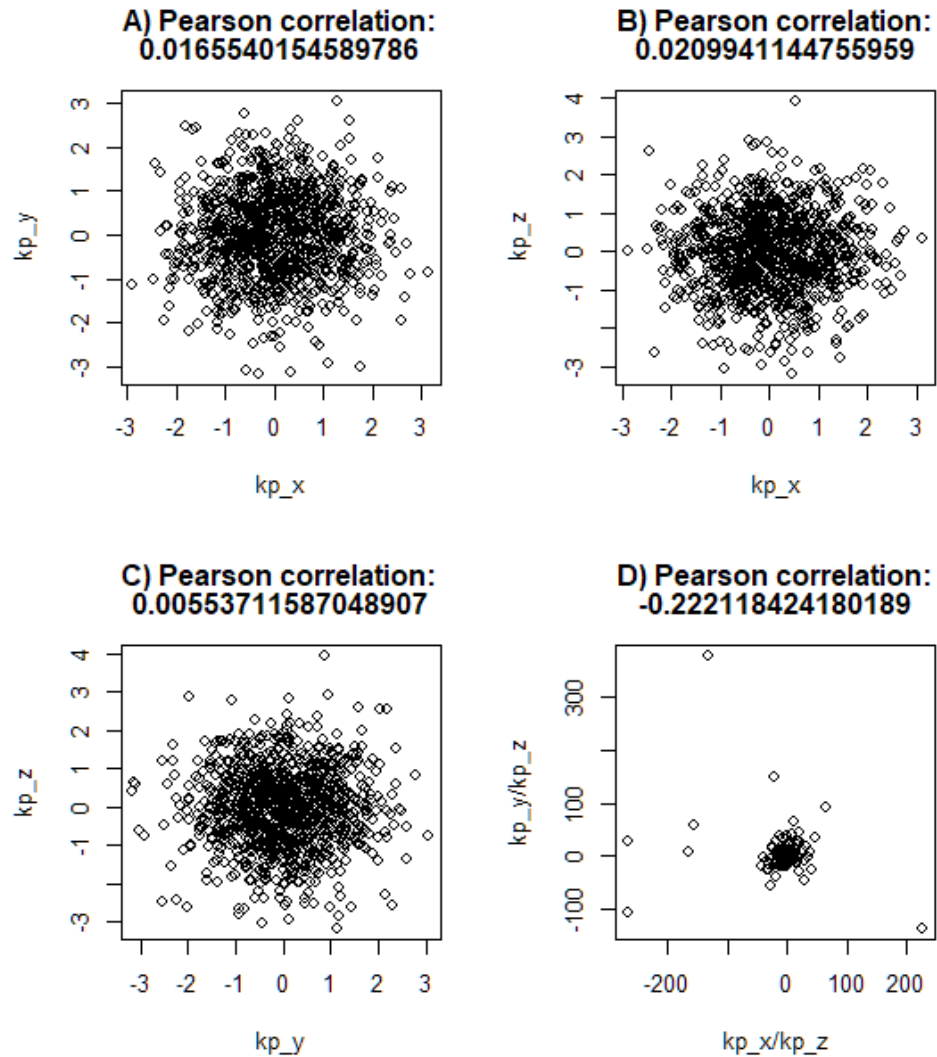 A) Pearson correlation:
0.0165540154589786
3
2
1
0
-1
-2
-3
kp_y
-3 -2 -1 0 1 2 3
kp_x
B) Pearson correlation:
0.0209941144755959
4
3
2
1
0
-1
-3
kp_z
-3 -2 -1 0 1 2 3
kp_x
C) Pearson correlation:
0.00553711587048907
4
3
2
1
0
-1
-3
kp_z
-3 -2 -1 0 1 2 3
kp_y
D) Pearson correlation:
-0.222118424180189
300
100
0
-100
kp_y/kp_z
-200 0 100 200
kp_x/kp_z